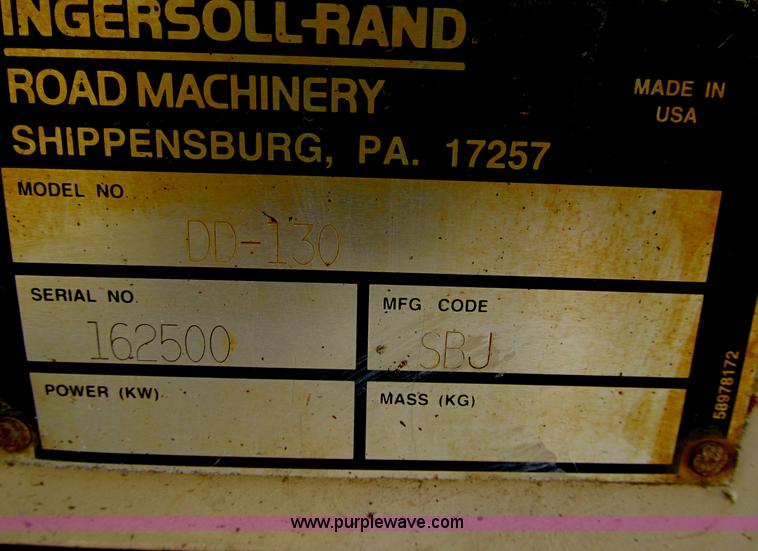 INGERSOLL-RAND
ROAD MACHINERY
MADE IN
USA
SHIPPENSBURG, PA. 17257
MODEL NO
DD-130
SERIAL NO.
162500
MFG CODE
SBJ
POWER (KW)
MASS (KG)
58978172
www.purplewave.com